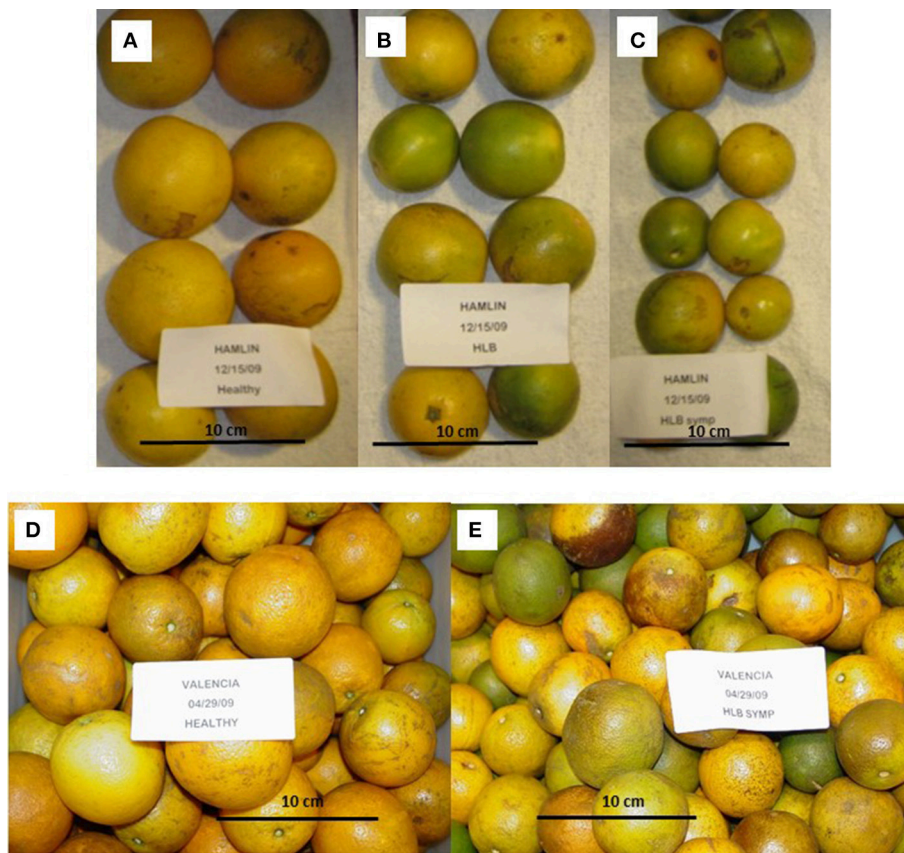 A
HAMLIN
12/15/09
Healthy
10 cm
B
HAMLIN
12/15/09
HLB
10 cm
C
HAMLIN
12/15/09
HLB symp
10 cm
D
VALENCIA
04/29/09
HEALTHY
10 cm
E
VALENCIA
04/29/09
HLB SYMP
10 cm